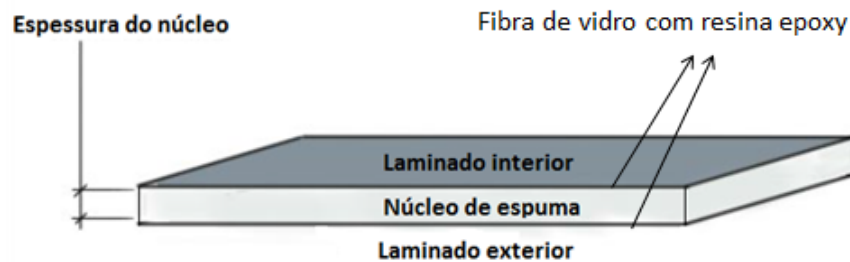 Espessura do núcleo
Fibra de vidro com resina epoxy
Laminado interior
Núcleo de espuma
Laminado exterior